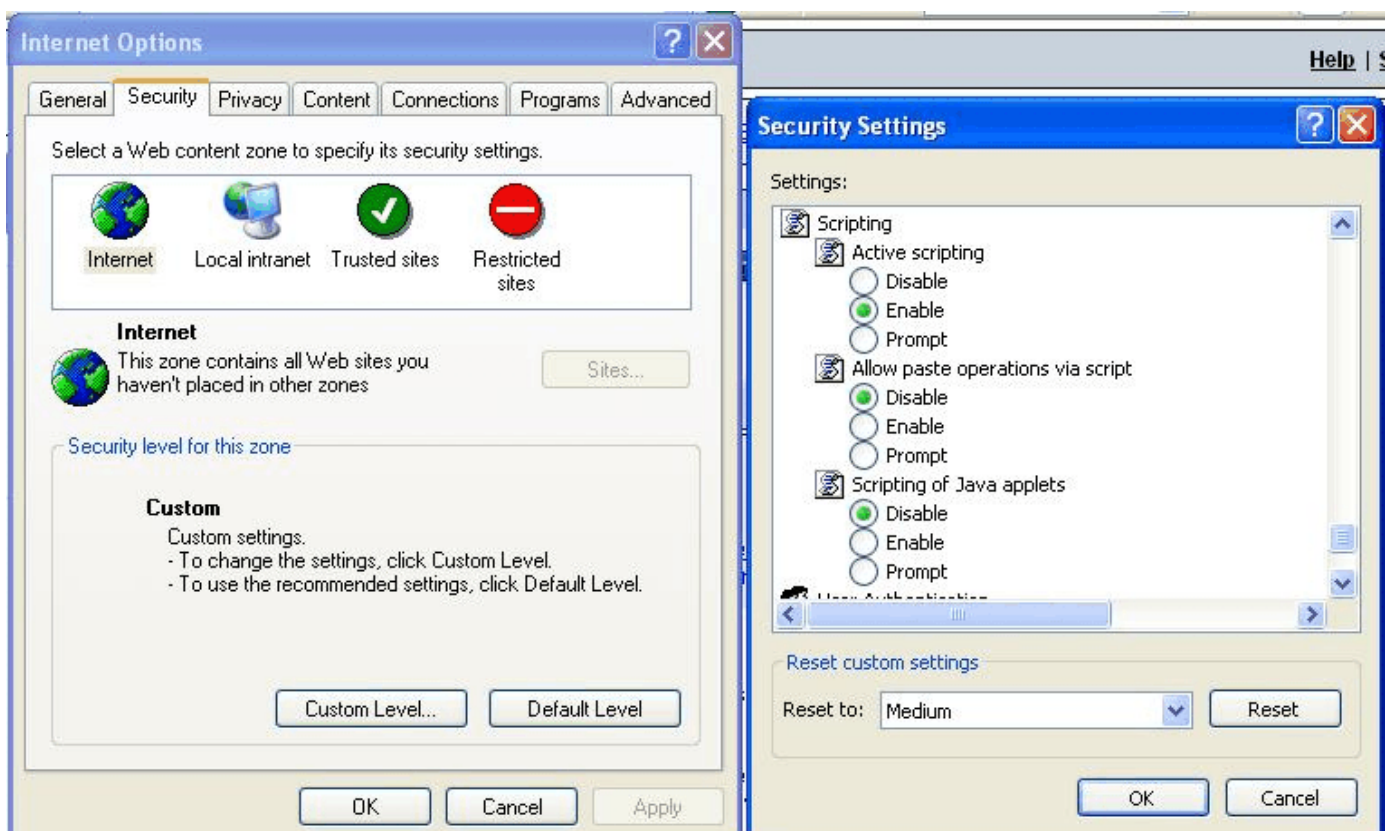 Internet Options
General Security Privacy Content Connections Programs Advanced
Select a Web content zone to specify its security settings.
Internet
Local intranet
Trusted sites
Restricted
sites
Internet
This zone contains all Web sites you
haven't placed in other zones
Sites...
Security level for this zone
Custom
Custom settings.
- To change the settings, click Custom Level.
- To use the recommended settings, click Default Level.
Custom Level... Default Level
OK Cancel Apply
Help |
Security Settings
Settings:
Scripting
Active scripting
Disable
Enable
Prompt
Allow paste operations via script
Disable
Enable
Prompt
Scripting of Java applets
Disable
Enable
Prompt
User Authentication
Reset custom settings
Reset to: Medium Reset
OK Cancel